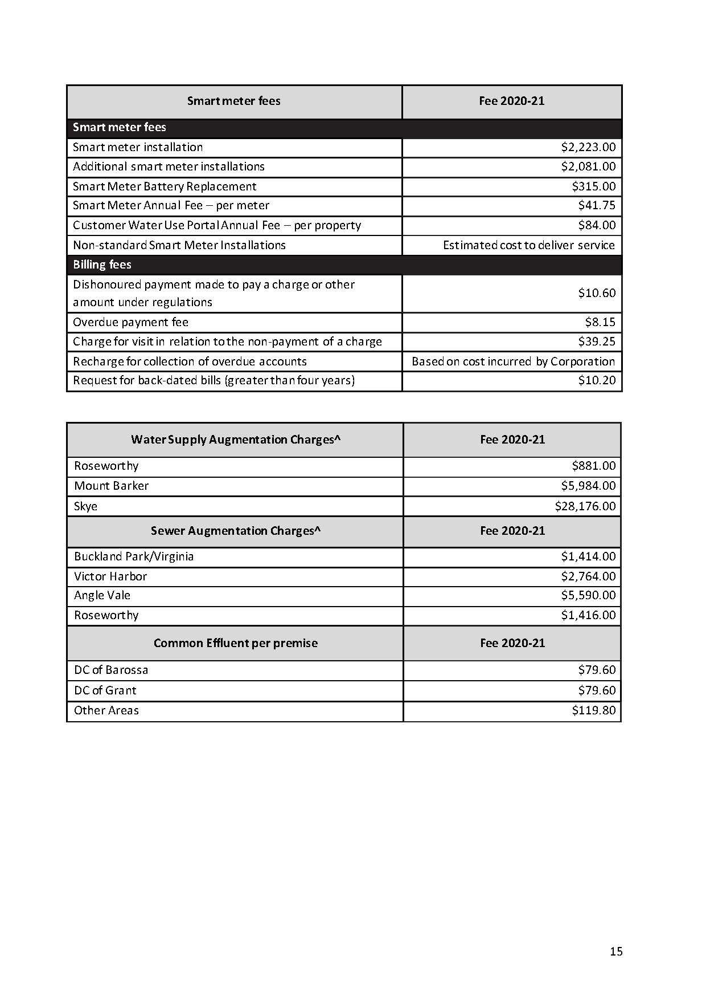 Smart meter fees Fee 2020-21
Smart meter fees
Smart meter installation $2,223.00
Additional smart meter installations $2,081.00
Smart Meter Battery Replacement $315.00
Smart Meter Annual Fee – per meter $41.75
Customer Water Use Portal Annual Fee – per property $84.00
Non-standard Smart Meter Installations Estimated cost to deliver service
Billing fees
Dishonoured payment made to pay a charge or other
amount under regulations $10.60
Overdue payment fee $8.15
Charge for visit in relation to the non-payment of a charge $39.25
Recharge for collection of overdue accounts Based on cost incurred by Corporation
Request for back-dated bills (greater than four years) $10.20
Water Supply Augmentation Charges^ Fee 2020-21
Roseworthy $881.00
Mount Barker $5,984.00
Skye $28,176.00
Sewer Augmentation Charges^ Fee 2020-21
Buckland Park/Virginia $1,414.00
Victor Harbor $2,764.00
Angle Vale $5,590.00
Roseworthy $1,416.00
Common Effluent per premise Fee 2020-21
DC of Barossa $79.60
DC of Grant $79.60
Other Areas $119.80
15